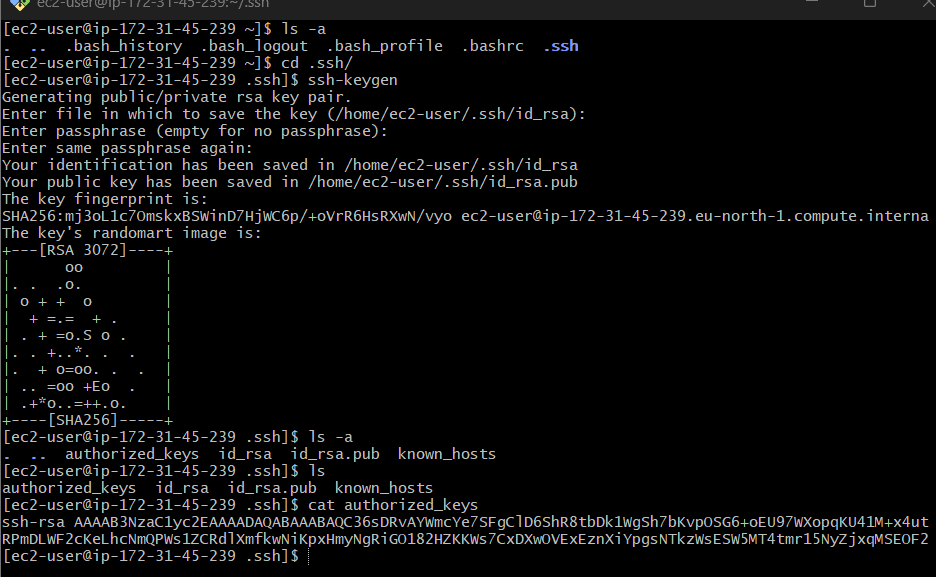 ec2-user@ip-172-31-45-239:~/.ssh
[ec2-user@ip-172-31-45-239 ~]$ ls -a
.  ..  .bash_history  .bash_logout  .bash_profile  .bashrc  .ssh
[ec2-user@ip-172-31-45-239 ~]$ cd .ssh/
[ec2-user@ip-172-31-45-239 .ssh]$ ssh-keygen
Generating public/private rsa key pair.
Enter file in which to save the key (/home/ec2-user/.ssh/id_rsa):
Enter passphrase (empty for no passphrase):
Enter same passphrase again:
Your identification has been saved in /home/ec2-user/.ssh/id_rsa
Your public key has been saved in /home/ec2-user/.ssh/id_rsa.pub
The key fingerprint is:
SHA256:mj3oL1c7OmskxBSWinD7HjWC6p/+oVrR6HsRXwN/vyo ec2-user@ip-172-31-45-239.eu-north-1.compute.interna
The key's randomart image is:
+---[RSA 3072]----+
|      oo         |
|. .  .o.         |
| o + +  o        |
|  + =.=  + .     |
| . + =o.S o .    |
|. . +..*. .  .   |
|.  + o=oo. .  .  |
| .. =oo +Eo  .   |
| .+*o..=++.o.    |
+----[SHA256]-----+
[ec2-user@ip-172-31-45-239 .ssh]$ ls -a
.  ..  authorized_keys  id_rsa  id_rsa.pub  known_hosts
[ec2-user@ip-172-31-45-239 .ssh]$ ls
authorized_keys  id_rsa  id_rsa.pub  known_hosts
[ec2-user@ip-172-31-45-239 .ssh]$ cat authorized_keys
ssh-rsa AAAAB3NzaC1yc2EAAAADAQABAAABAQC36sDRvAYWmcYe7SFgClD6ShR8tbDk1WgSh7bKvpOSG6+oEU97WXopqKU41M+x4ut
RPmDLWF2cKeLhcNmQPWs1ZCRdlXmfkwNiKpxHmyNgRiGO182HZKKWs7CxDXwOVExEznXiYpgsNTkzWsESW5MT4tmr15NyZjxqMSEOF2
[ec2-user@ip-172-31-45-239 .ssh]$